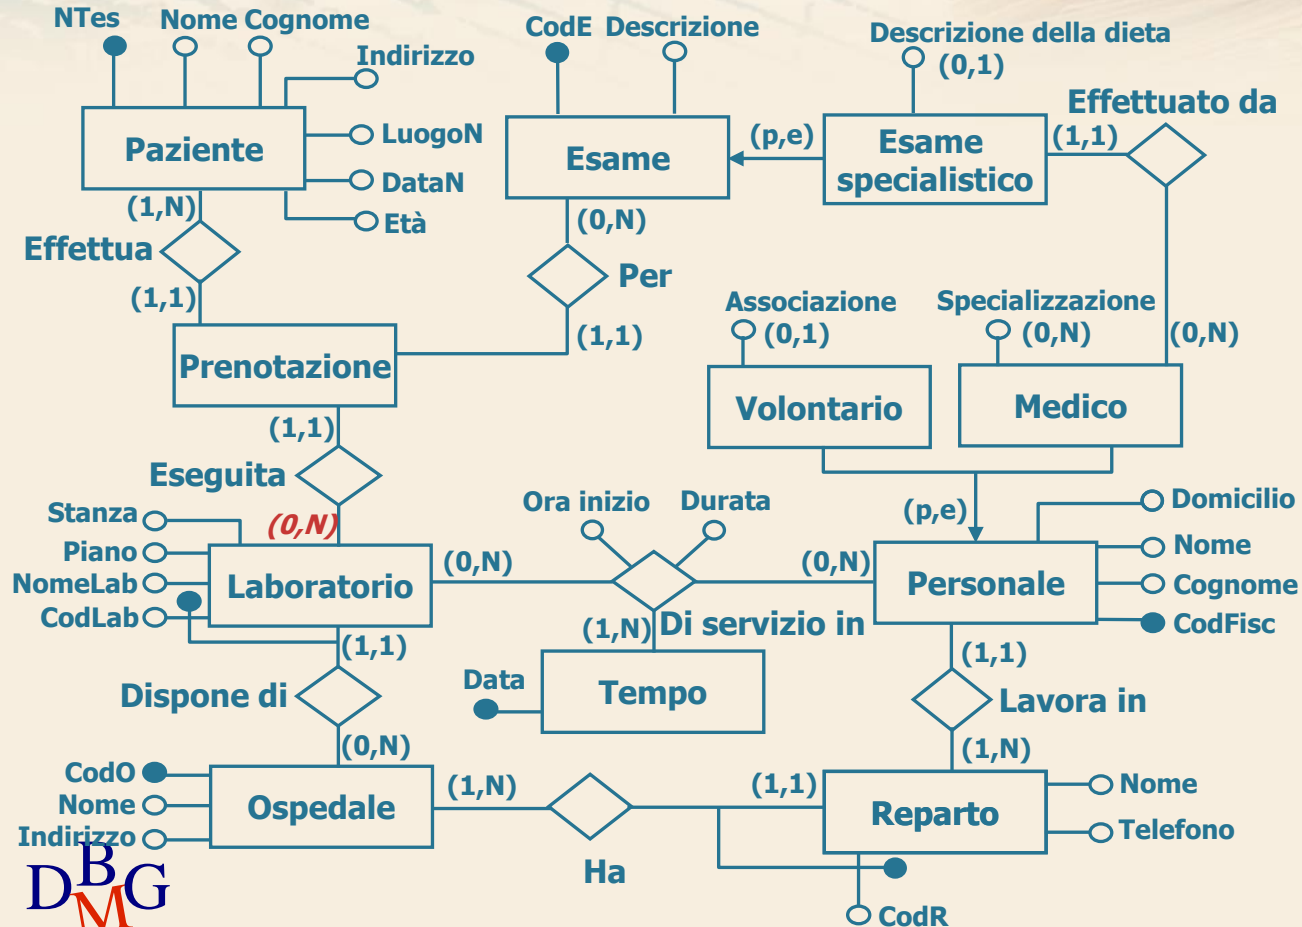 NTes
Nome Cognome
Indirizzo
CodE Descrizione
Descrizione della dieta
(0,1)
Effettuato da
Paziente
LuogoN
DataN
Età
Esame
(p,e)
Esame
specialistico
(1,1)
(1,N)
Effettua
(1,1)
(0,N)
Per
(1,1)
Associazione
(0,1)
Specializzazione
(0,N)
(0,N)
Prenotazione
Volontario
Medico
(1,1)
Eseguita
(0,N)
Stanza
Piano
NomeLab
CodLab
Laboratorio
(0,N)
Ora inizio
Durata
(0,N)
(p,e)
Personale
Domicilio
Nome
Cognome
CodFisc
(1,N)
Di servizio in
(1,1)
Dispone di
Data
Tempo
(1,1)
Lavora in
(0,N)
(1,N)
CodO
Nome
Indirizzo
Ospedale
(1,N)
Ha
(1,1)
Reparto
Nome
Telefono
CodR
DBMG